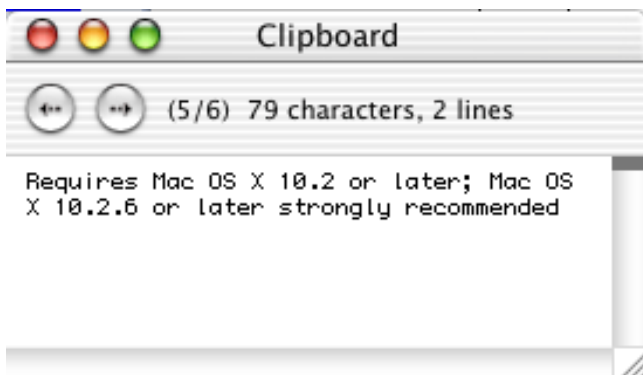 Clipboard
(5/6) 79 characters, 2 lines
Requires Mac OS X 10.2 or later; Mac OS
X 10.2.6 or later strongly recommended